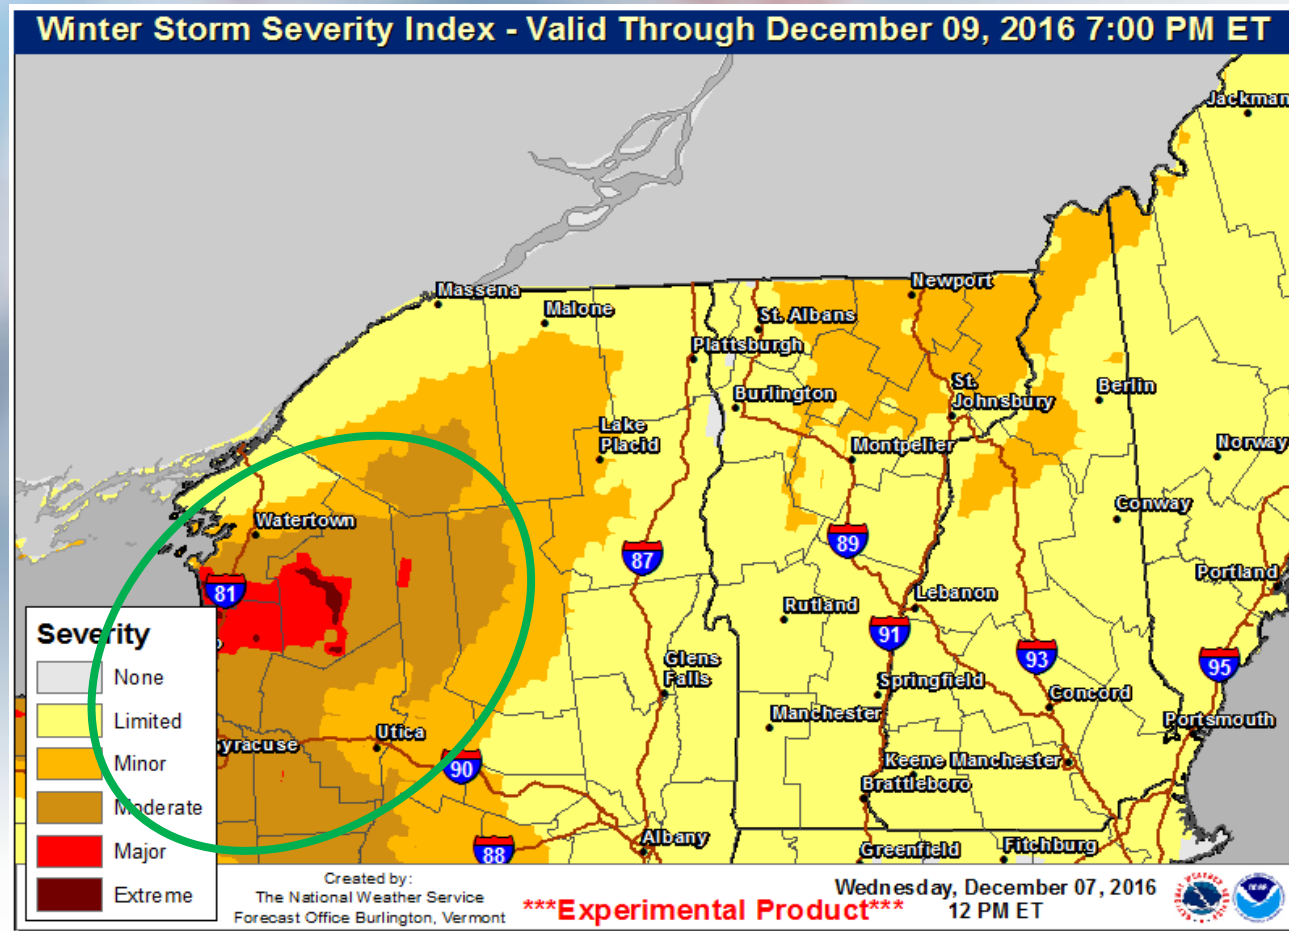 Winter Storm Severity Index - Valid Through December 09, 2016 7:00 PM ET
Jackman
Massena
Malone
Newport
St. Albans
Plattsburgh
Burlington
St.
Johnsbury
Berlin
Lake
Placid
Montpelier
Norway
Watertown
Conway
87
89
81
Portland
Rutland
Lebanon
91
93
95
Glens
Falls
Springfield
Concord
Manchester
Portsmouth
Utica
yracuse
90
Keene
Manchester
Brattleboro
Albany
88
Greenfield
Fitchburg
Severity
None
Limited
Minor
Moderate
Major
Extreme
Created by:
The National Weather Service
Forecast Office Burlington, Vermont
***Experimental Product***
Wednesday, December 07, 2016
12 PM ET